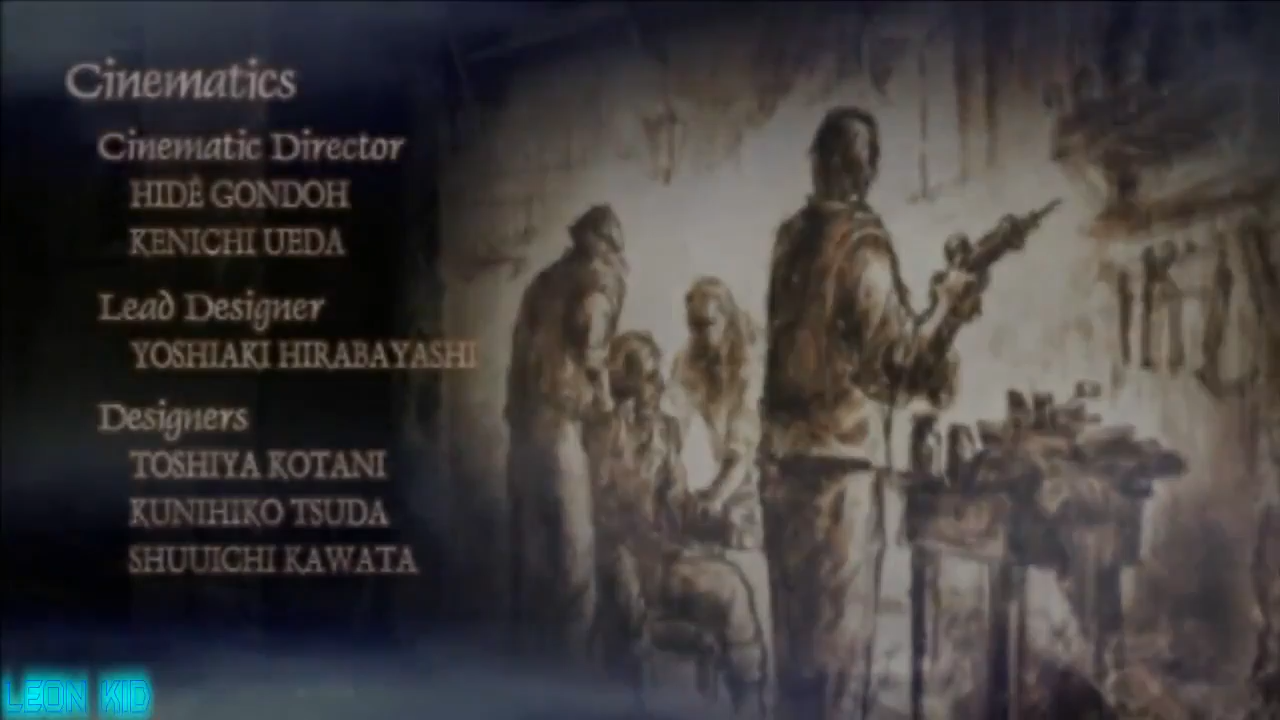 Cinematics
Cinematic Director
HIDE GONDOH
KENICHI UEDA
Lead Designer
YOSHIAKI HIRABAYASHI
Designers
TOSHIYA KOTANI
KUNIHIKO TSUDA
SHUUICHI KAWATA
LEON KID